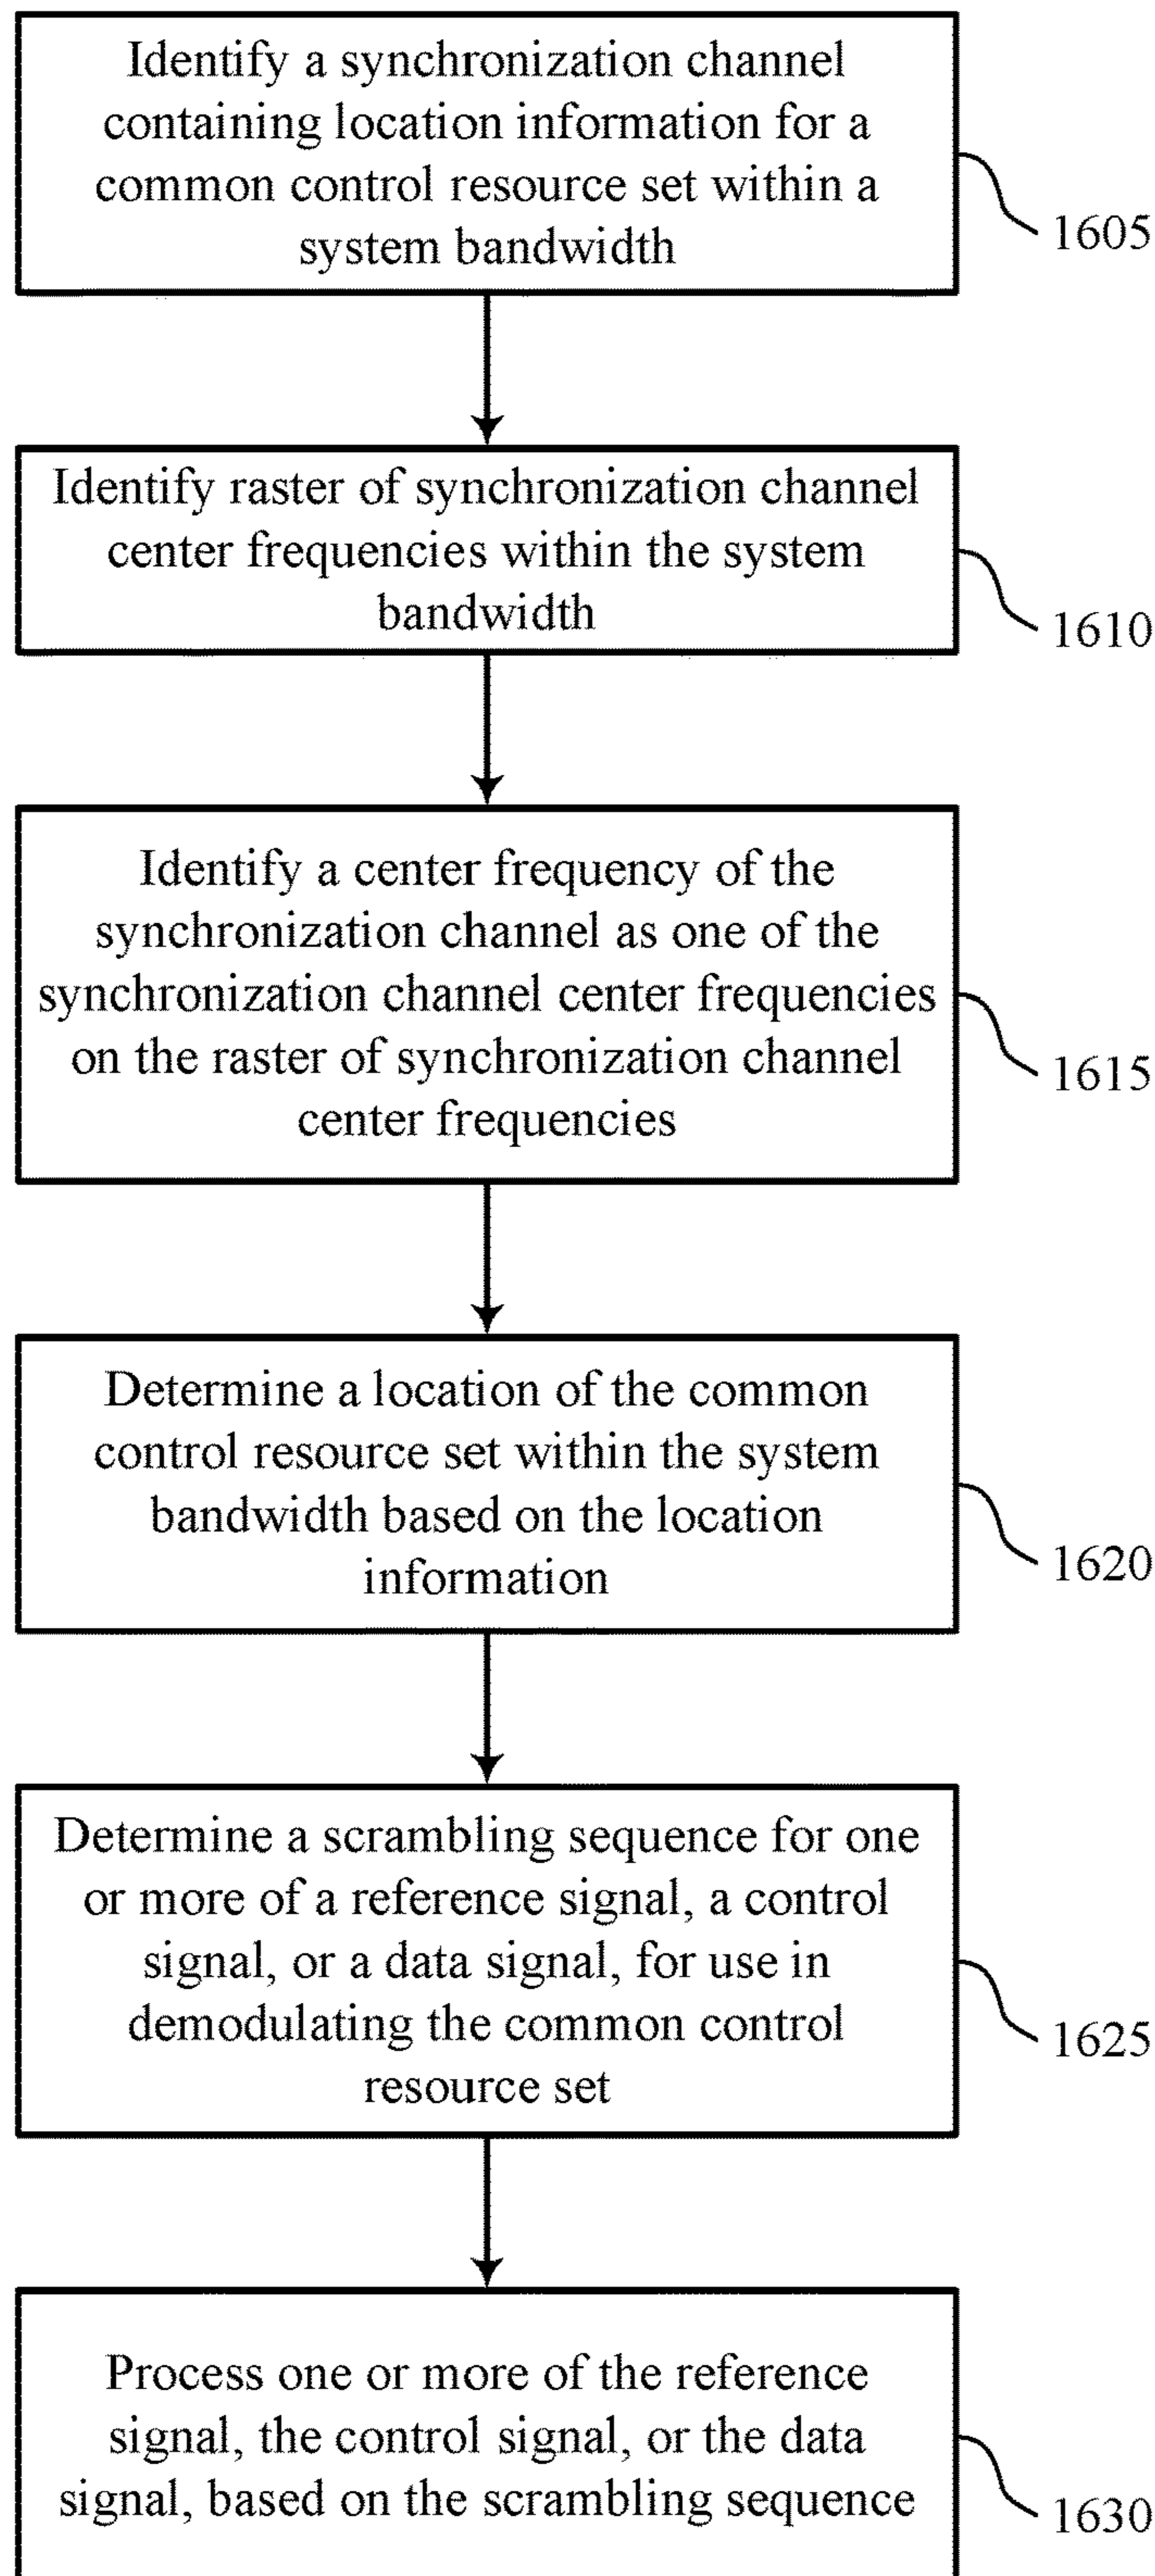 Identify a synchronization channel
containing location information for a
common control resource set within a
system bandwidth
1605
Identify raster of synchronization channel
center frequencies within the system
bandwidth
1610
Identify a center frequency of the
synchronization channel as one of the
synchronization channel center frequencies
on the raster of synchronization channel
center frequencies
1615
Determine a location of the common
control resource set within the system
bandwidth based on the location
information
1620
Determine a scrambling sequence for one
or more of a reference signal, a control
signal, or a data signal, for use in
demodulating the common control
resource set
1625
Process one or more of the reference
signal, the control signal, or the data
signal, based on the scrambling sequence
1630